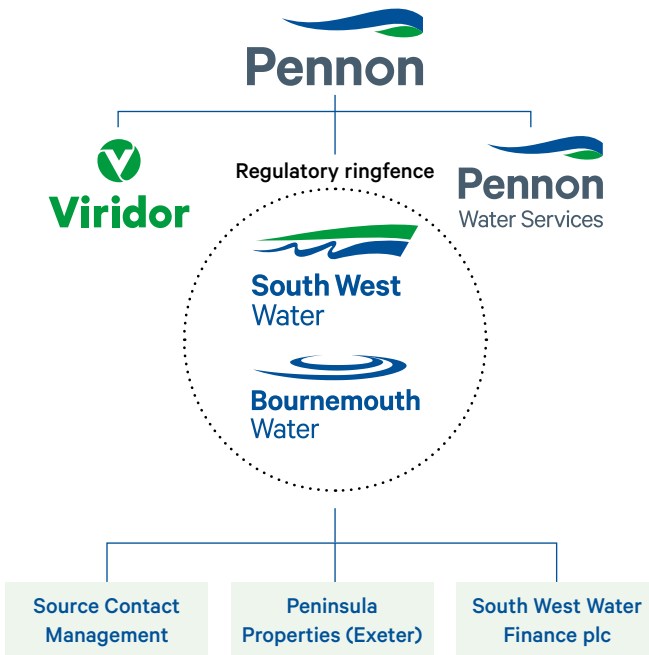 Pennon
Viridor
Regulatory ringfence
Pennon
Water Services
South West
Water
Bournemouth
Water
Source Contact
Management
Peninsula
Properties (Exeter)
South West Water
Finance plc